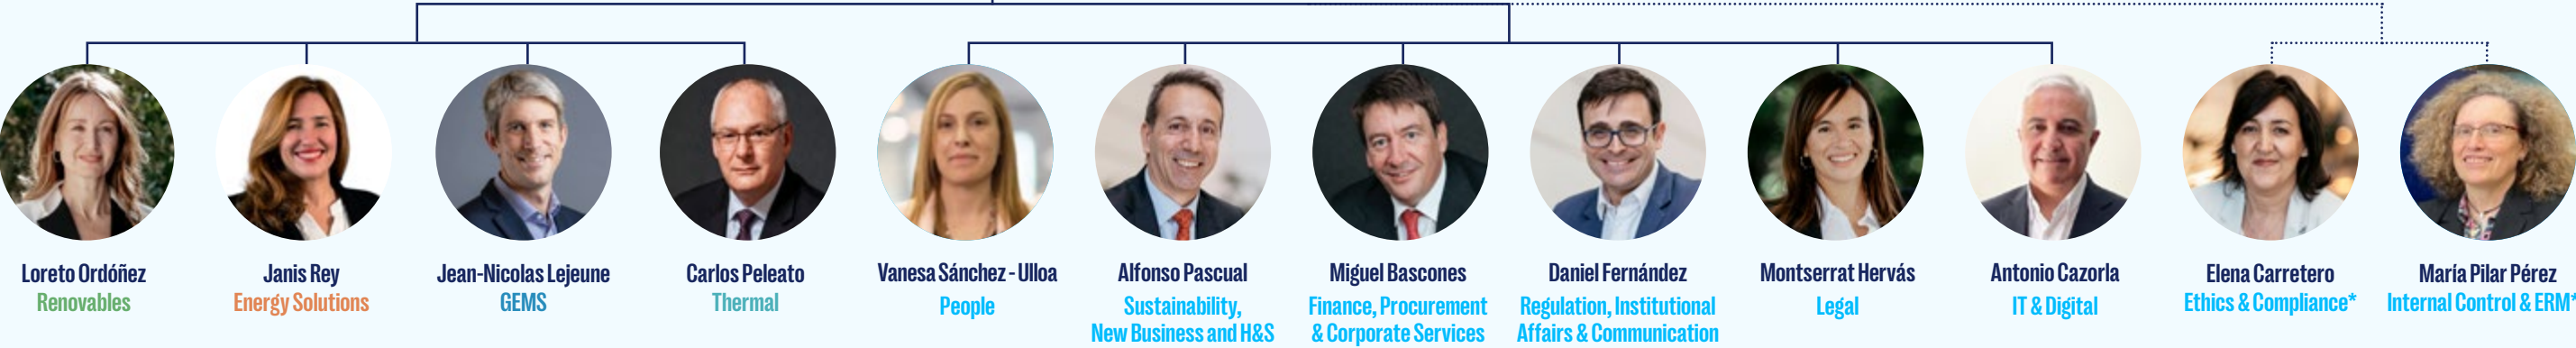 Loreto Ordóñez
Renovables
Janis Rey
Energy Solutions
Jean-Nicolas Lejeune
GEMS
Carlos Peleato
Thermal
Vanesa Sánchez - Ulloa
People
Alfonso Pascual
Sustainability,
New Business and H&S
Miguel Bascones
Finance, Procurement
& Corporate Services
Daniel Fernández
Regulation, Institutional
Affairs & Communication
Montserrat Hervás
Legal
Antonio Cazorla
IT & Digital
Elena Carretero
Ethics & Compliance*
María Pilar Pérez
Internal Control & ERM*